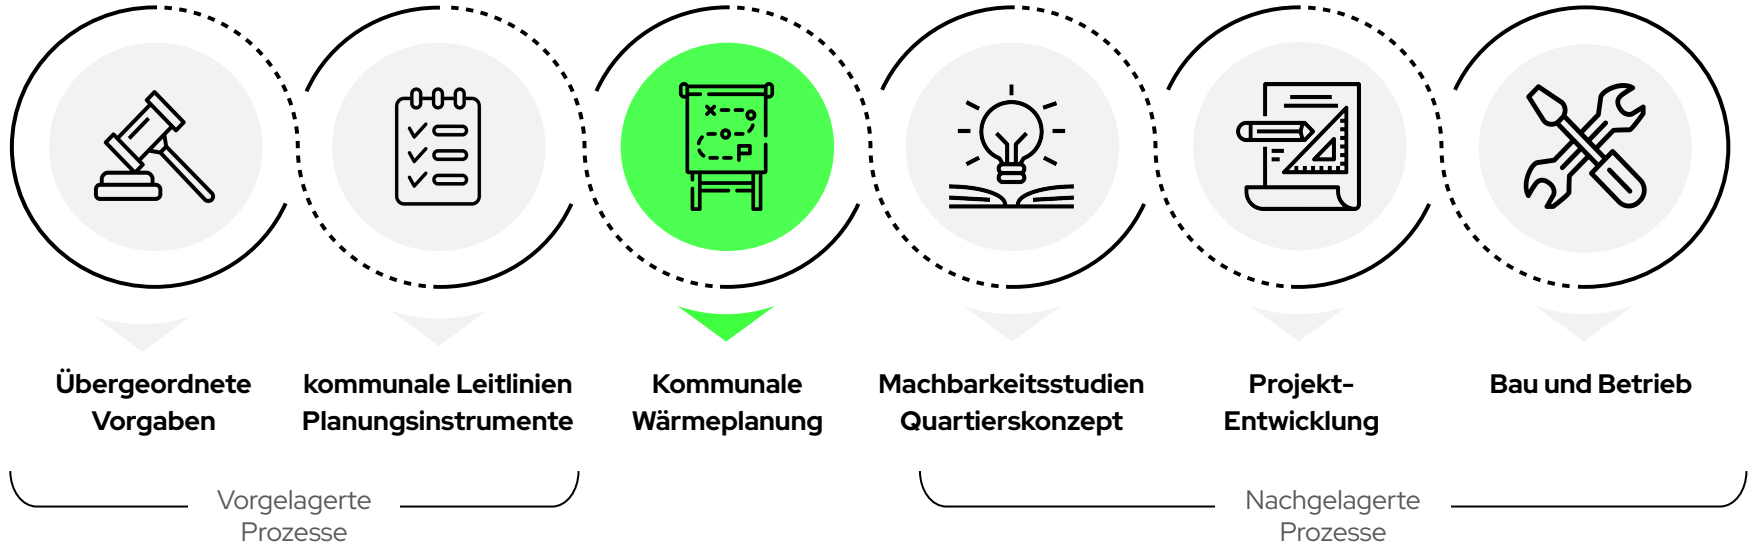 Übergeordnete
Vorgaben
kommunale Leitlinien
Planungsinstrumente
Kommunale
Wärmeplanung
Machbarkeitsstudien
Quartierskonzept
Projekt-
Entwicklung
Bau und Betrieb
Vorgelagerte
Prozesse
Nachgelagerte
Prozesse